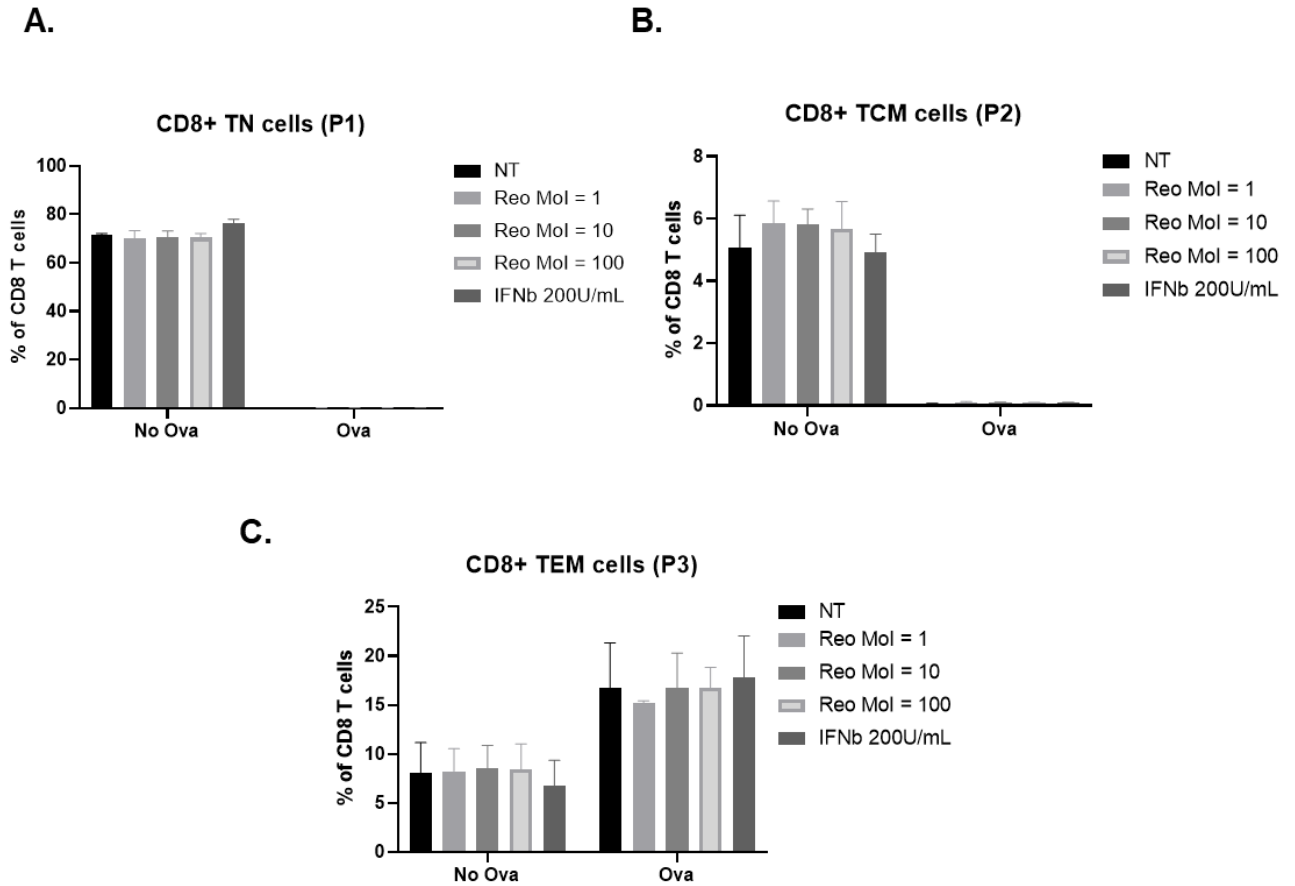 A.
CD8+ TN cells (P1)
% of CD8 T cells
100
80
60
40
20
0
No Ova
Ova
NT
Reo MoI = 1
Reo MoI = 10
Reo MoI = 100
IFNb 200U/mL
B.
CD8+ TCM cells (P2)
% of CD8 T cells
8
6
4
2
0
No Ova
Ova
NT
Reo MoI = 1
Reo MoI = 10
Reo MoI = 100
IFNb 200U/mL
C.
CD8+ TEM cells (P3)
% of CD8 T cells
25
20
15
10
5
0
No Ova
Ova
NT
Reo MoI = 1
Reo MoI = 10
Reo MoI = 100
IFNb 200U/mL